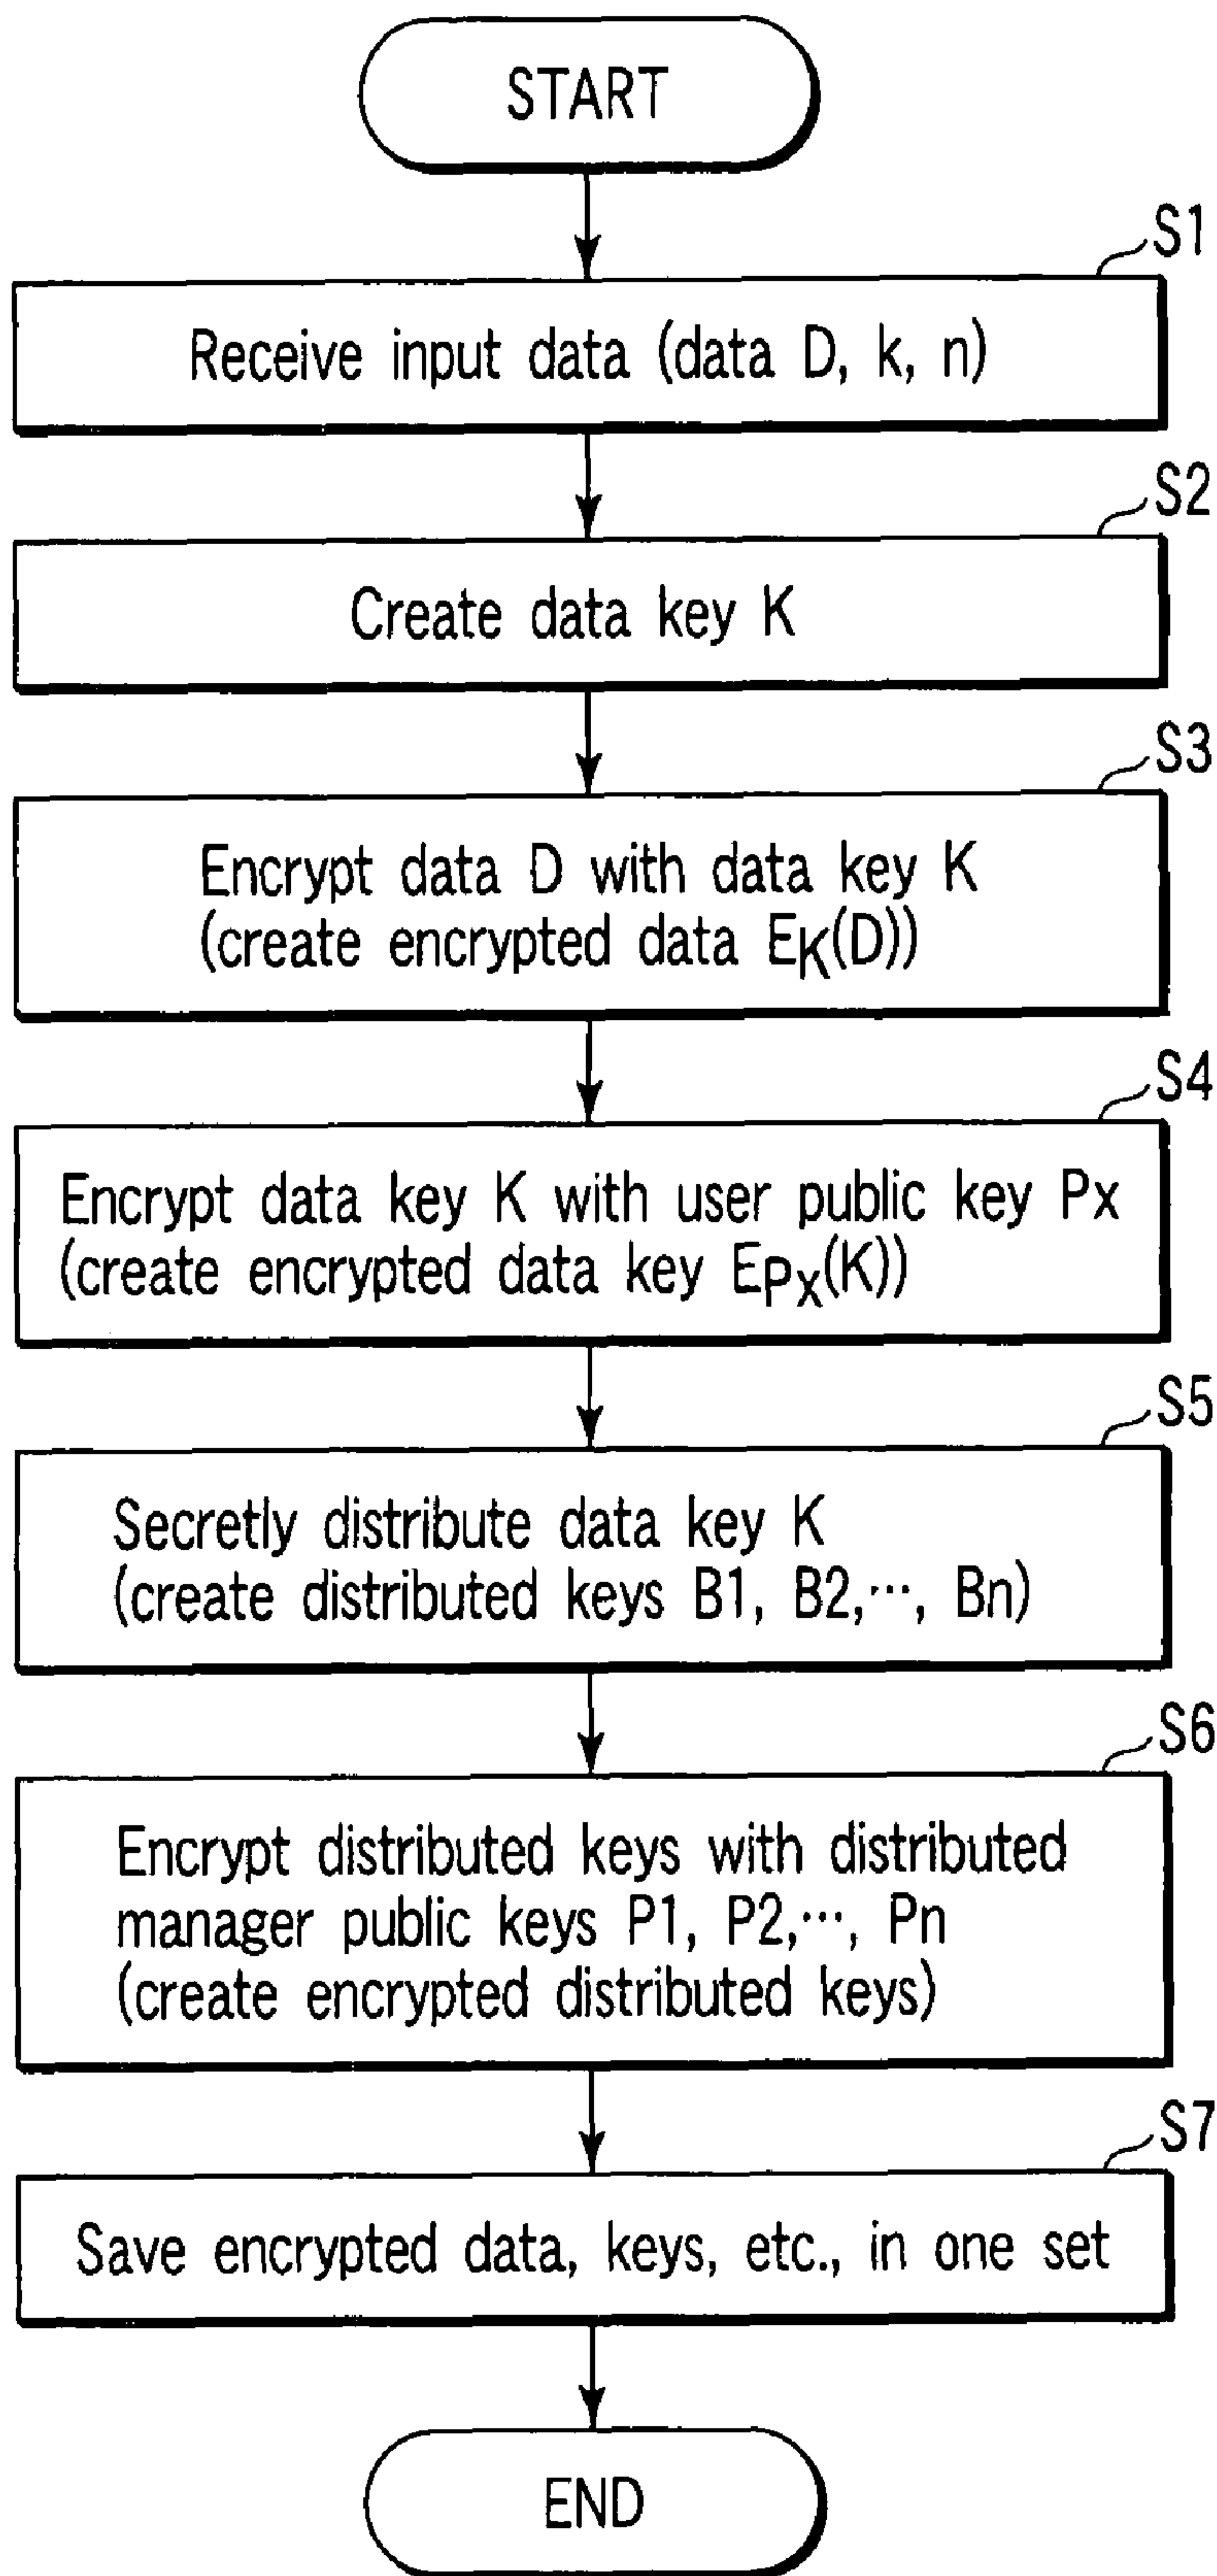 START
S1
Receive input data (data D, k, n)
S2
Create data key K
S3
Encrypt data D with data key K
(create encrypted data EK(D))
S4
Encrypt data key K with user public key Px
(create encrypted data key EPx(K))
S5
Secretly distribute data key K
(create distributed keys B1, B2,⋯, Bn)
S6
Encrypt distributed keys with distributed
manager public keys P1, P2,⋯, Pn
(create encrypted distributed keys)
S7
Save encrypted data, keys, etc., in one set
END